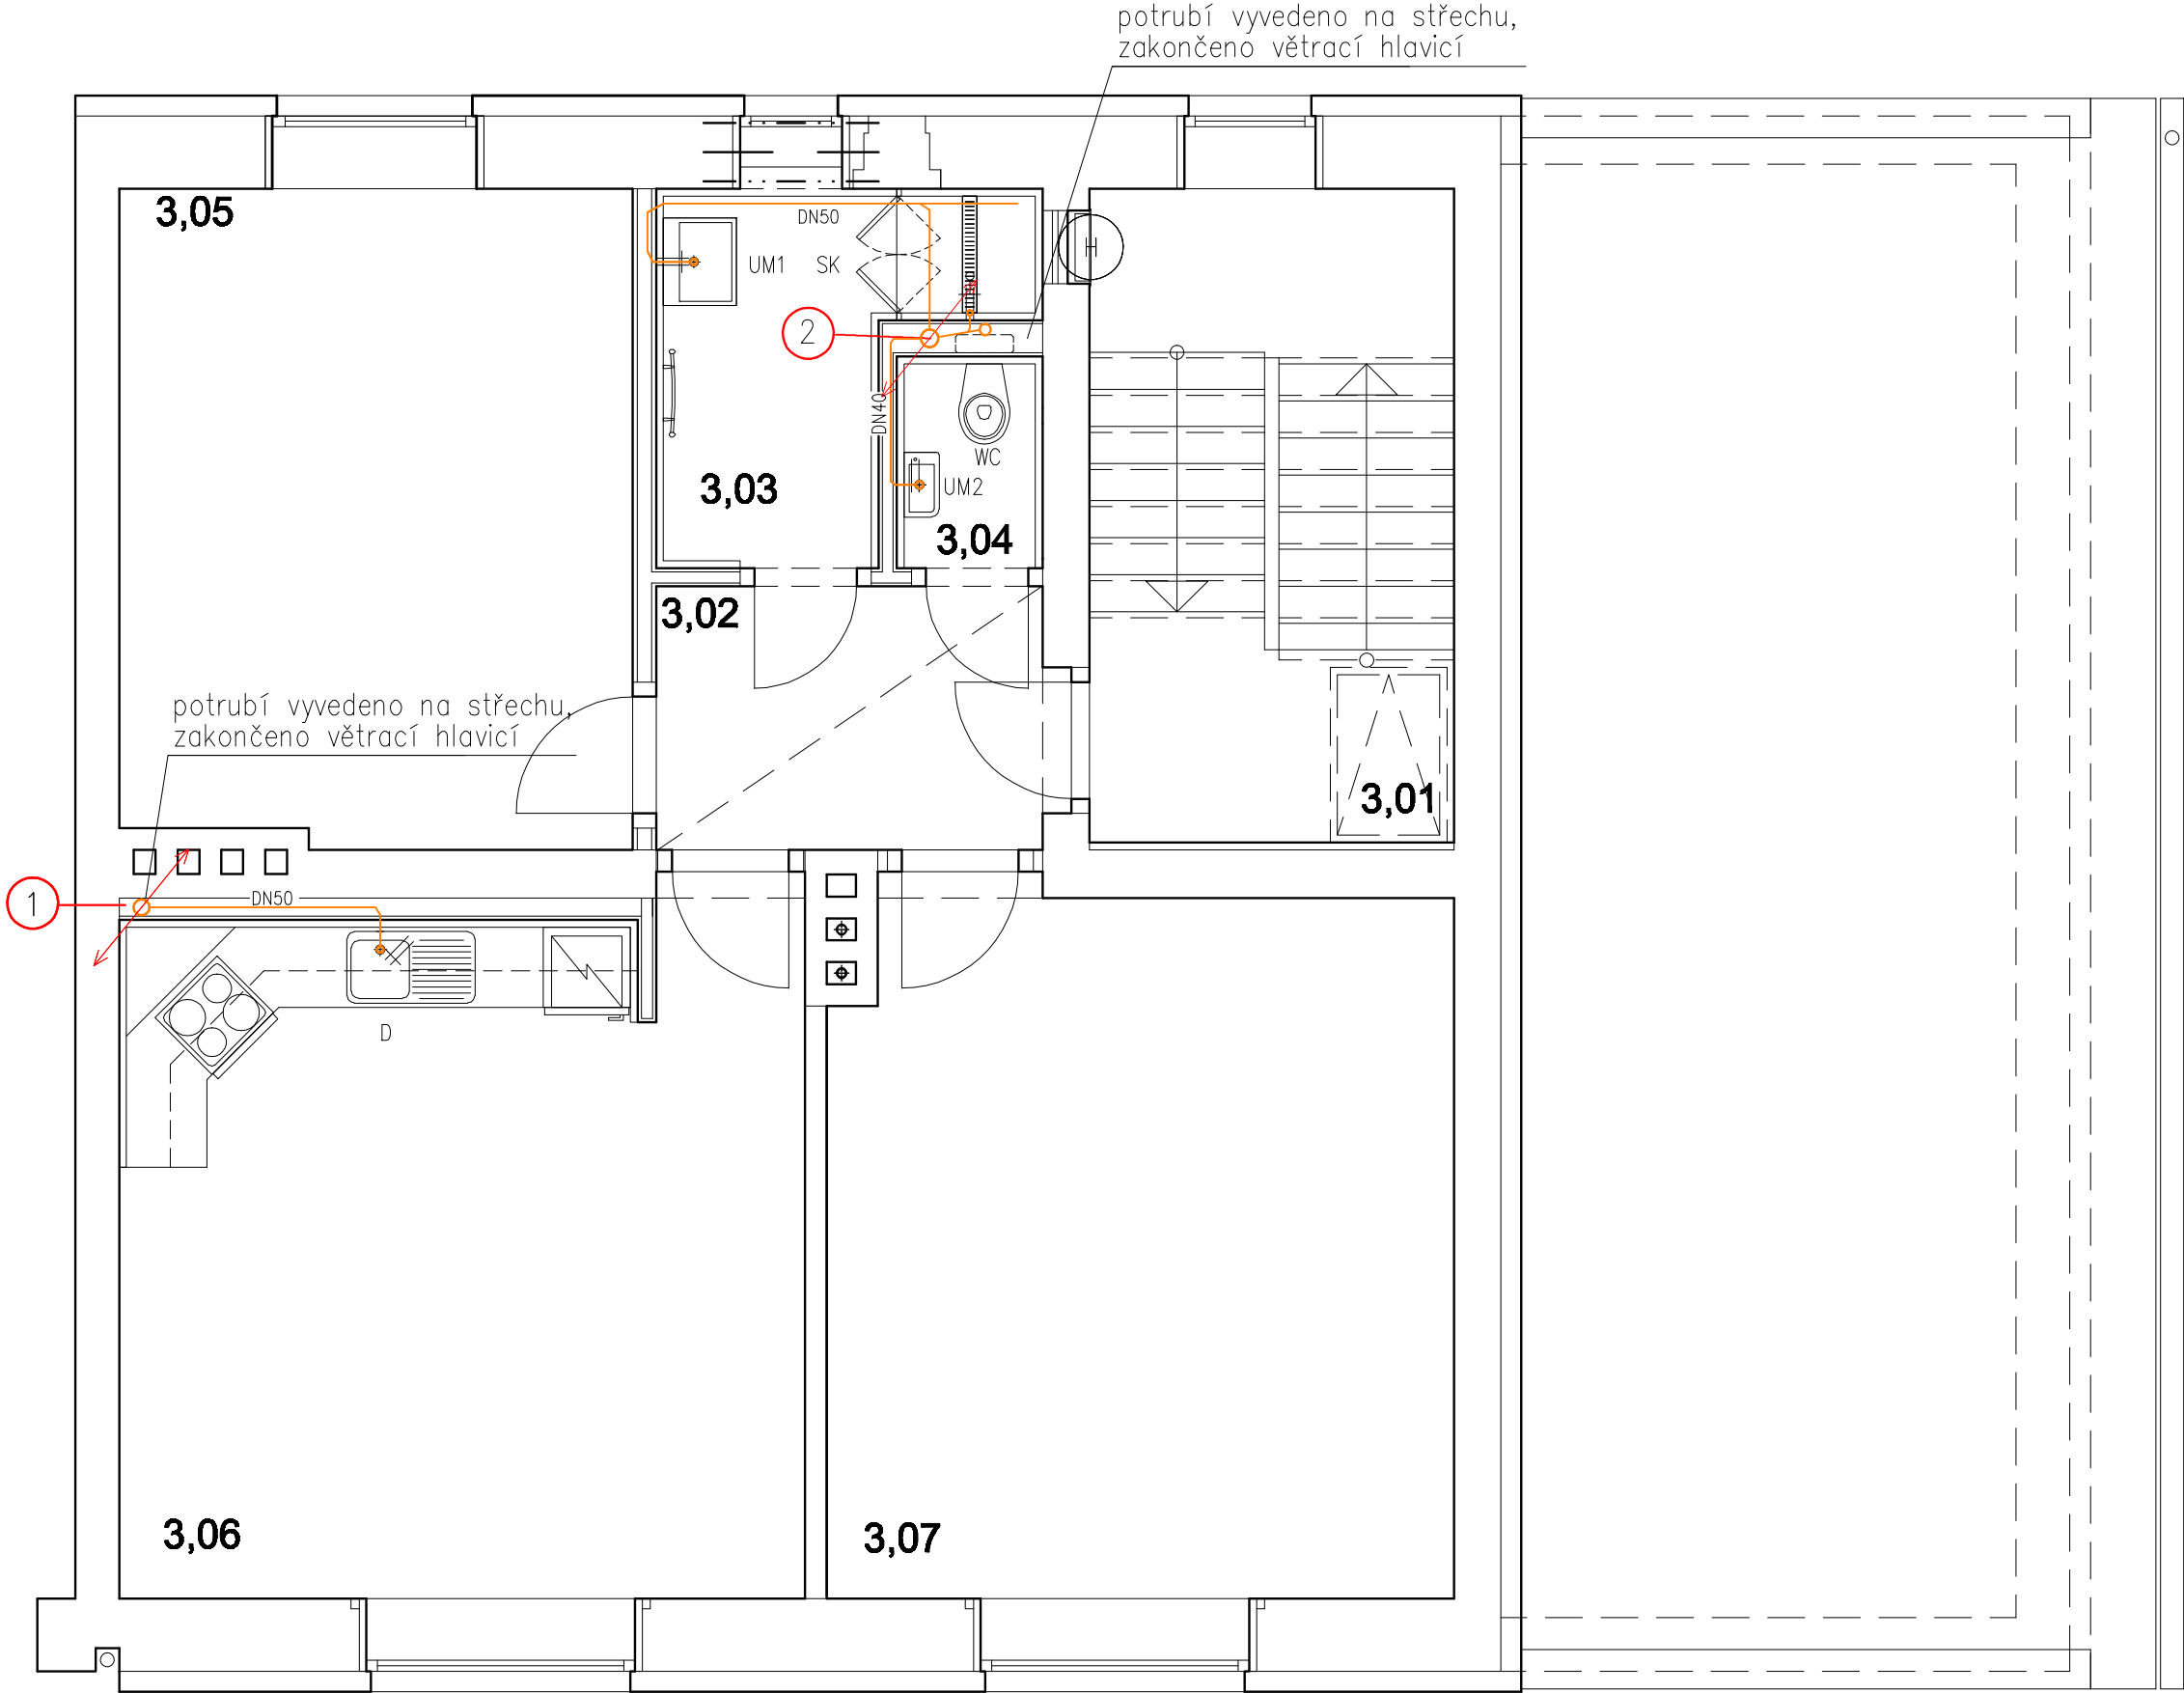 potrubí vyvedeno na střechu,
zakončeno větrací hlavicí
3,05
DN50
UM1 SK
H
2
DN40
WC
UM2
3,03
3,04
3,02
potrubí vyvedeno na střechu,
zakončeno větrací hlavicí
3,01
1
DN50
D
3,06
3,07